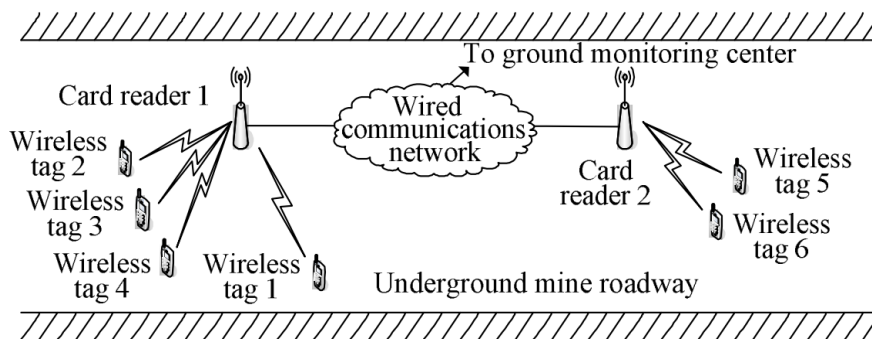 To ground monitoring center
Card reader 1
Wired
communications
network
Wireless
tag 2
Wireless
tag 3
Wireless
tag 4
Wireless
tag 1
Card
reader 2
Wireless
tag 5
Wireless
tag 6
Underground mine roadway